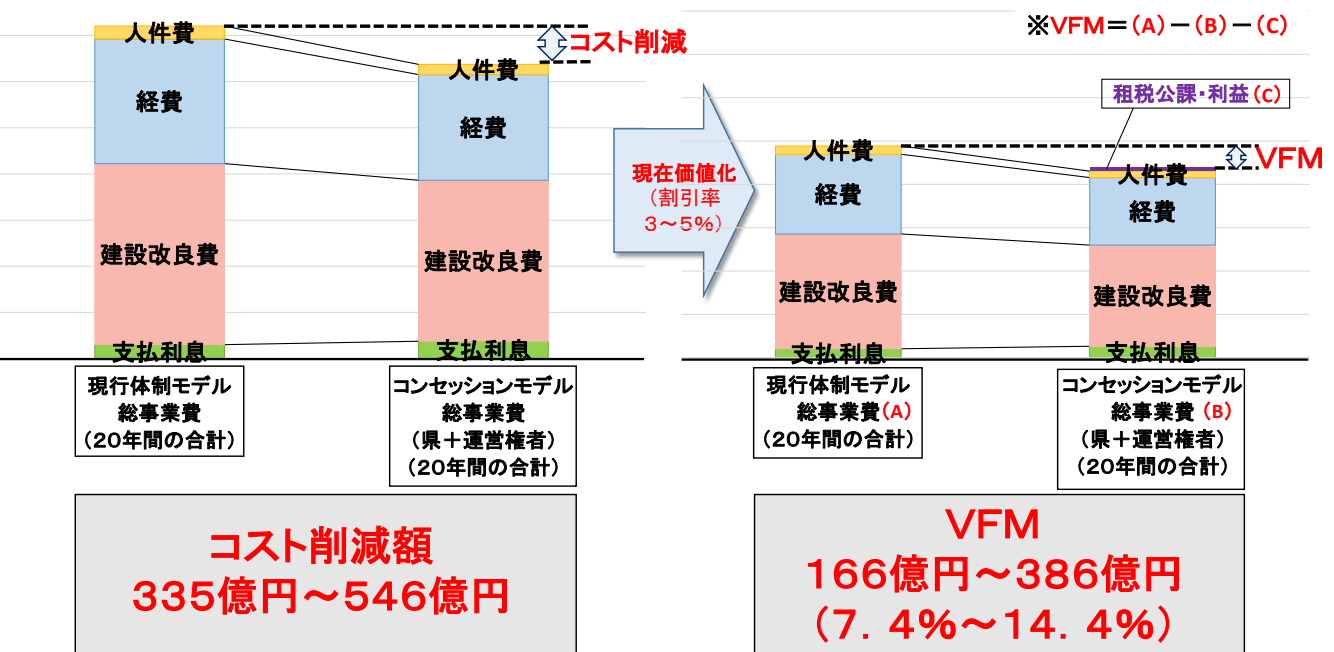 人件費
経費
建設改良費
支払利息
人件費
経費
建設改良費
支払利息
コスト削減
現行体制モデル
総事業費
（20年間の合計）
コンセッションモデル
総事業費
（県＋運営権者）
（20年間の合計）
コスト削減額
335億円～546億円
現在価値化
（割引率
3～5%）
※VFM＝(A)－(B)－(C)
租税公課・利益(C)
人件費
経費
建設改良費
支払利息
人件費
経費
建設改良費
支払利息
VFM
現行体制モデル
総事業費(A)
（20年間の合計）
コンセッションモデル
総事業費(B)
（県＋運営権者）
（20年間の合計）
VFM
166億円～386億円
（7．4%～14．4%）